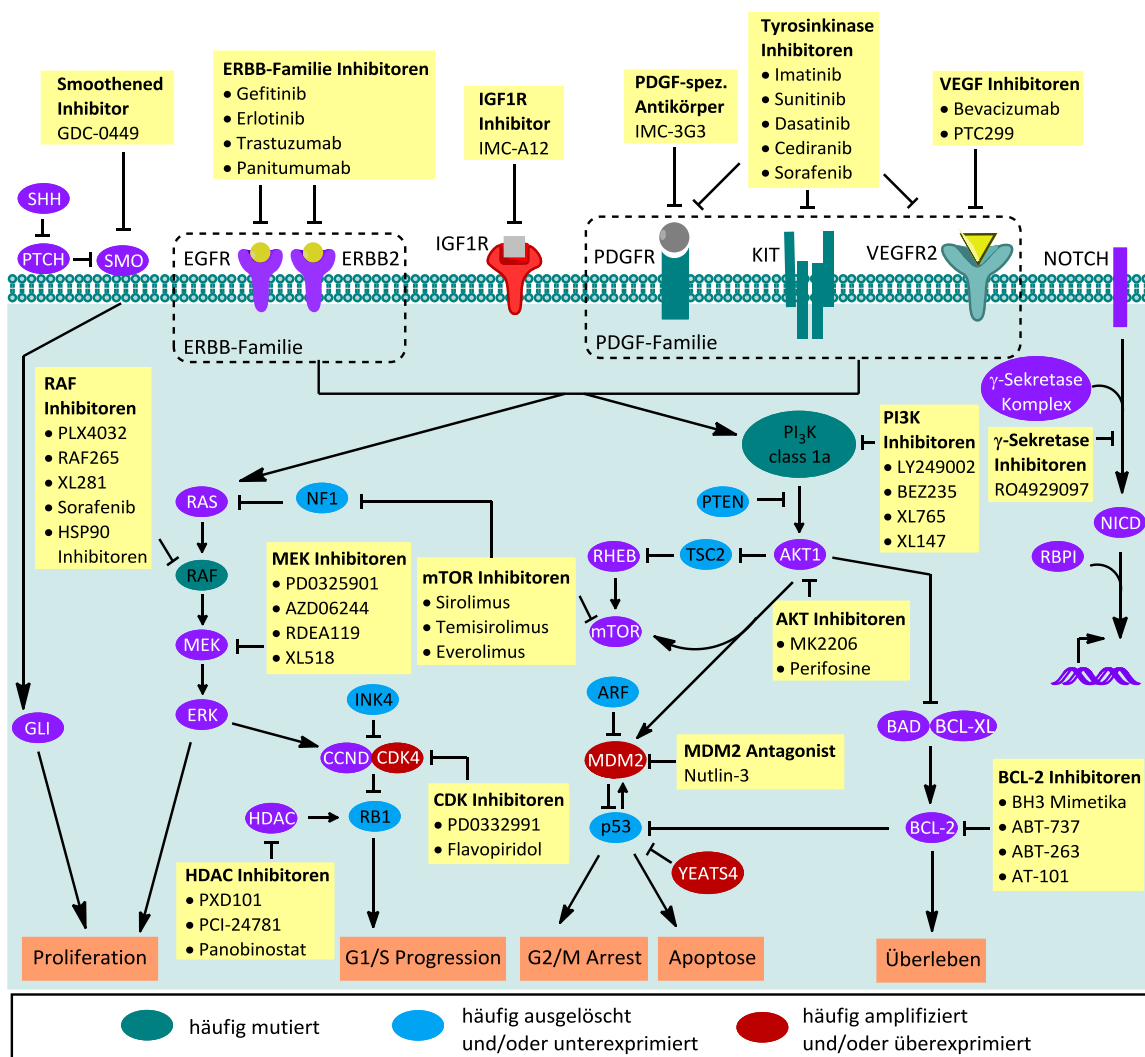 Smoothened
Inhibitor
GDC-0449
ERBB-Familie Inhibitoren
● Gefitinib
● Erlotinib
● Trastuzumab
● Panitumumab
IGF1R
Inhibitor
IMC-A12
PDGF-spez.
Antikörper
IMC-3G3
Tyrosinkinase
Inhibitoren
● Imatinib
● Sunitinib
● Dasatinib
● Cediranib
● Sorafenib
VEGF Inhibitoren
● Bevacizumab
● PTC299
SHH
PTCH
SMO
EGFR
ERBB2
IGF1R
PDGFR
KIT
VEGFR2
NOTCH
ERBB-Familie
PDGF-Familie
RAF
Inhibitoren
● PLX4032
● RAF265
● XL281
● Sorafenib
● HSP90
Inhibitoren
γ-Sekretase
Komplex
PI3K
class 1a
PI3K
Inhibitoren
● LY249002
● BEZ235
● XL765
● XL147
γ-Sekretase
Inhibitoren
RO4929097
RAS
NF1
PTEN
NICD
RAF
MEK Inhibitoren
● PD0325901
● AZD06244
● RDEA119
● XL518
mTOR Inhibitoren
● Sirolimus
● Temisirolimus
● Everolimus
RHEB
TSC2
AKT1
RBPI
MEK
mTOR
AKT Inhibitoren
● MK2206
● Perifosine
ERK
INK4
ARF
GLI
BAD
BCL-XL
CCND
CDK4
MDM2
MDM2 Antagonist
Nutlin-3
CDK Inhibitoren
● PD0332991
● Flavopiridol
BCL-2 Inhibitoren
● BH3 Mimetika
● ABT-737
● ABT-263
● AT-101
HDAC
RB1
p53
BCL-2
YEATS4
HDAC Inhibitoren
● PXD101
● PCI-24781
● Panobinostat
Proliferation
G1/S Progression
G2/M Arrest
Apoptose
Überleben
häufig mutiert
häufig ausgelöscht
und/oder unterexprimiert
häufig amplifiziert
und/oder überexprimiert